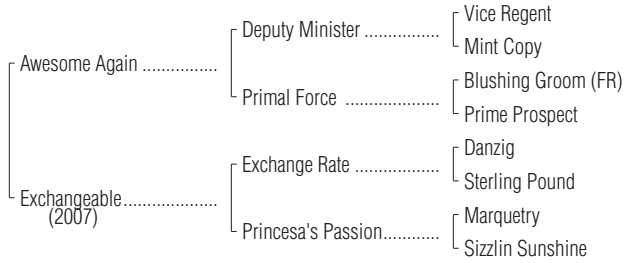 Vice Regent
Deputy Minister ................
Mint Copy
Awesome Again ................
Blushing Groom (FR)
Primal Force ....................
Prime Prospect
Danzig
Exchange Rate ..................
Sterling Pound
Exchangeable....................
(2007)
Marquetry
Princesa's Passion............
Sizzlin Sunshine